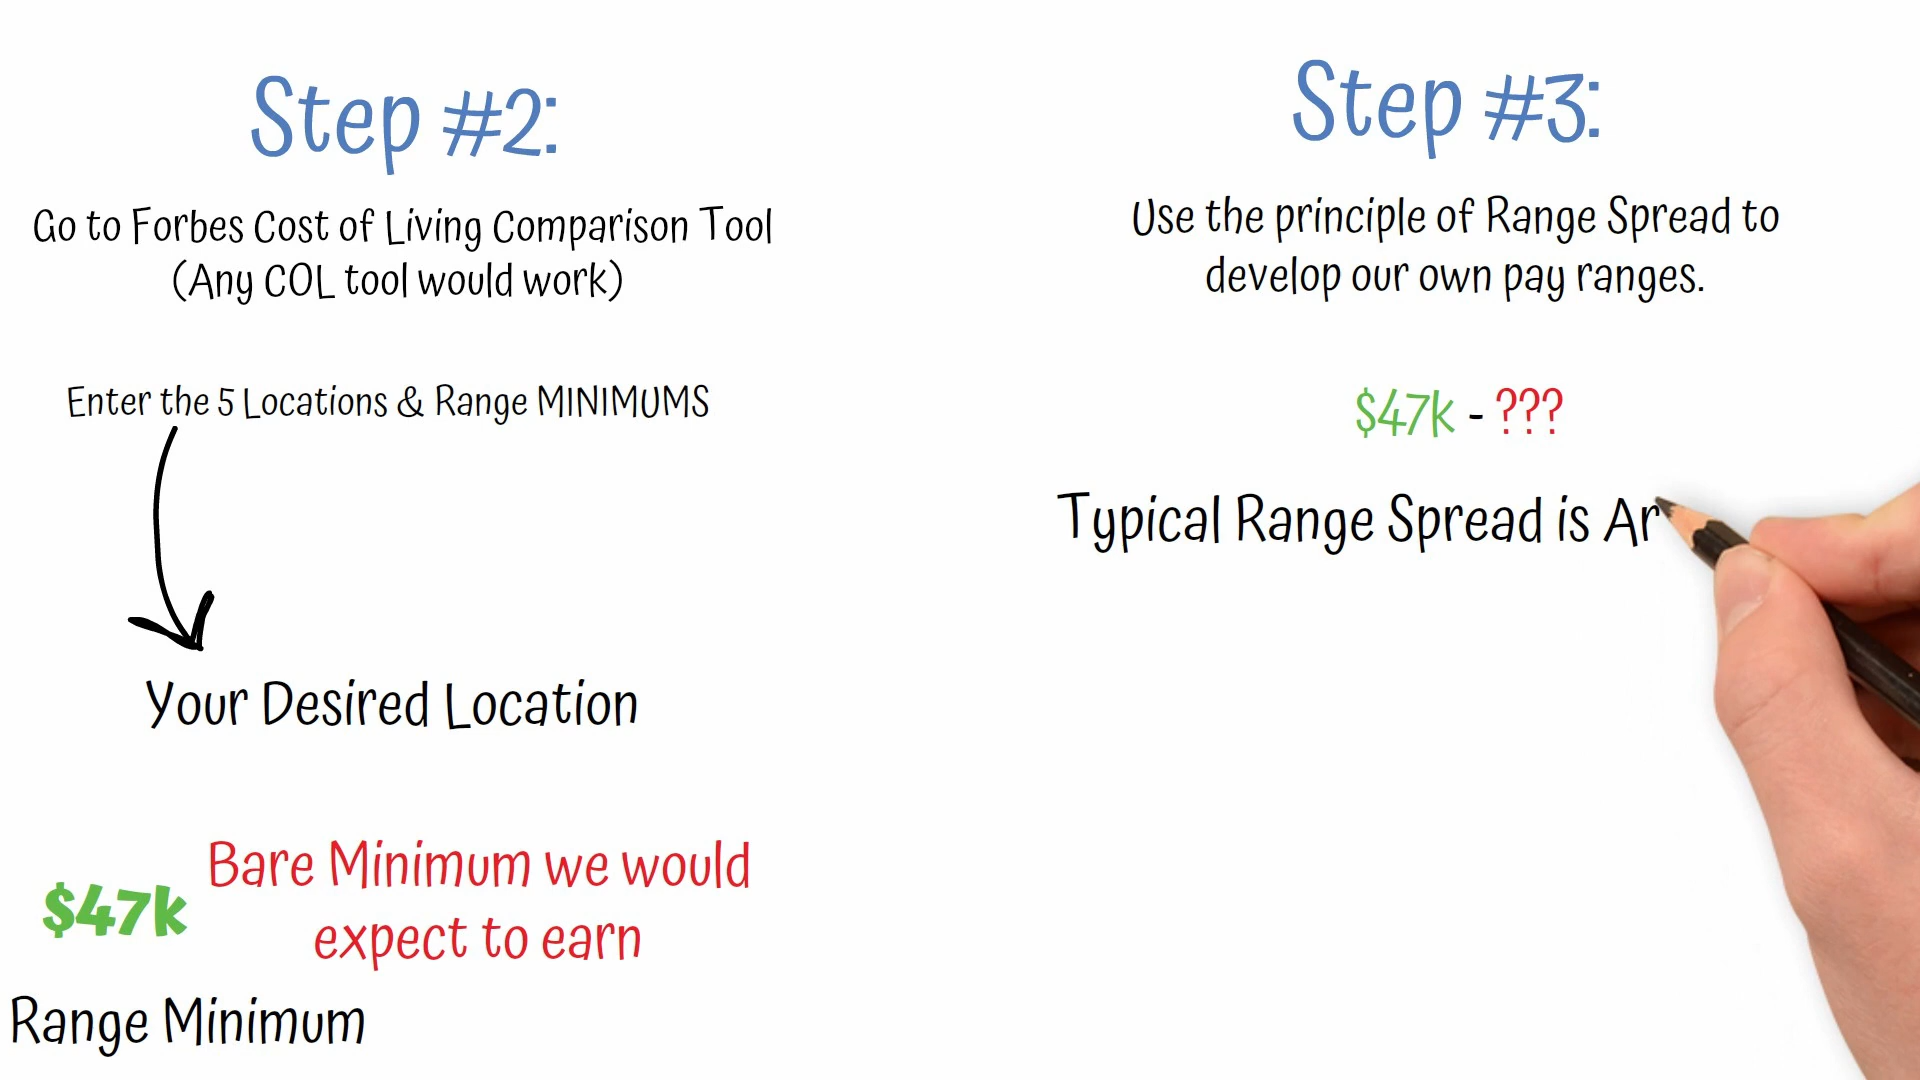 Step #2:
Go to Forbes Cost of Living Comparison Tool
(Any COL tool would work)
Enter the 5 Locations & Range MINIMUMS
Your Desired Location
$47k
Bare Minimum we would
expect to earn
Range Minimum
Step #3:
Use the principle of Range Spread to
develop our own pay ranges.
$47k - ???
Typical Range Spread is Ar